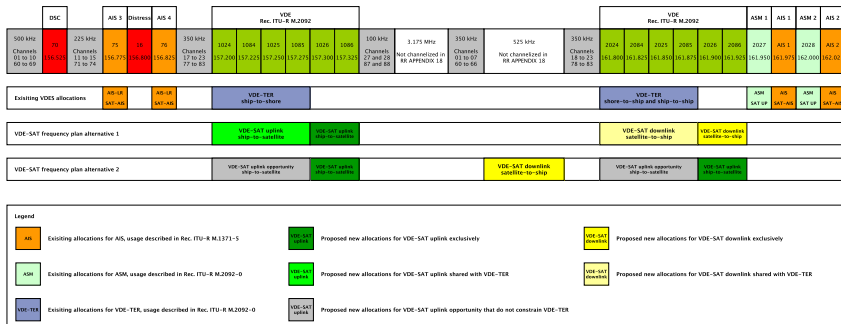 DSC
AIS 3
Distress
AIS 4
VDE
Rec. ITU-R M.2092
VDE
Rec. ITU-R M.2092
ASM 1
AIS 1
ASM 2
AIS 2
500 kHz
Channels
01 to 10
60 to 69
70
156.525
225 kHz
Channels
11 to 15
71 to 74
75
156.775
16
156.800
76
156.825
350 kHz
Channels
17 to 23
77 to 83
1024
157.200
1084
157.225
1025
157.250
1085
157.275
1026
157.300
1086
157.325
100 kHz
Channels
27 and 28
87 and 88
3,175 MHz
Not channelized in
RR APPENDIX 18
350 kHz
Channels
01 to 07
60 to 66
525 kHz
Not channelized in
RR APPENDIX 18
350 kHz
Channels
18 to 23
78 to 83
2024
161.800
2084
161.825
2025
161.850
2085
161.875
2026
161.900
2086
161.925
2027
161.950
AIS 1
161.975
2028
162.000
AIS 2
162.02
Exisiting VDES allocations
AIS-LR
SAT-AIS
AIS-LR
SAT-AIS
VDE-TER
ship-to-shore
VDE-TER
shore-to-ship and ship-to-ship
ASM
SAT UP
AIS
SAT-AIS
ASM
SAT UP
AIS
SAT-AIS
VDE-SAT frequency plan alternative 1
VDE-SAT uplink
ship-to-satellite
VDE-SAT uplink
ship-to-satellite
VDE-SAT downlink
satellite-to-ship
VDE-SAT downlink
satellite-to-ship
VDE-SAT frequency plan alternative 2
VDE-SAT uplink opportunity
ship-to-satellite
VDE-SAT uplink
ship-to-satellite
VDE-SAT downlink
satellite-to-ship
VDE-SAT uplink opportunity
ship-to-satellite
VDE-SAT uplink
ship-to-satellite
Legend
AIS
Exisiting allocations for AIS, usage described in Rec. ITU-R M.1371-5
VDE-SAT
uplink
Proposed new allocations for VDE-SAT uplink exclusively
VDE-SAT
downlink
Proposed new allocations for VDE-SAT downlink exclusively
ASM
Exisiting allocations for ASM, usage described in Rec. ITU-R M.2092-0
VDE-SAT
uplink
Proposed new allocations for VDE-SAT uplink shared with VDE-TER
VDE-SAT
downlink
Proposed new allocations for VDE-SAT downlink shared with VDE-TER
VDE-TER
Exisiting allocations for VDE-TER, usage described in Rec. ITU-R M.2092-0
VDE-SAT
uplink
Proposed new allocations for VDE-SAT uplink opportunity that do not constrain VDE-TER